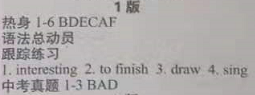 1 版
热身 1-6 BDECAF
语法总动员
跟踪练习
1. interesting 2. to finish 3. draw 4. sing
中考真题 1-3 BAD